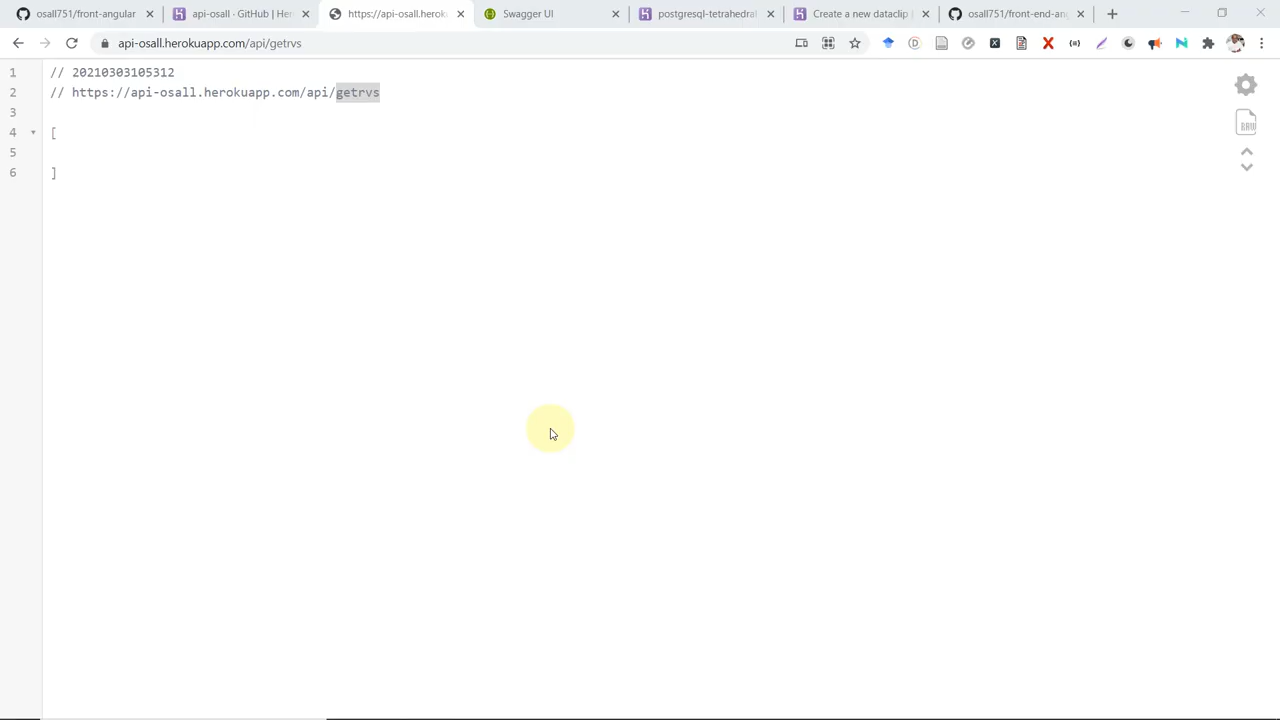 osall751/front-angular
api-osall · GitHub | Her
https://api-osall.herok
Swagger UI
postgresql-tetrahedral
Create a new dataclip |
osall751/front-end-ang
api-osall.herokuapp.com/api/getrvs
1 // 20210303105312
2 // https://api-osall.herokuapp.com/api/getrvs
3
4 [
5
6 ]
RAW